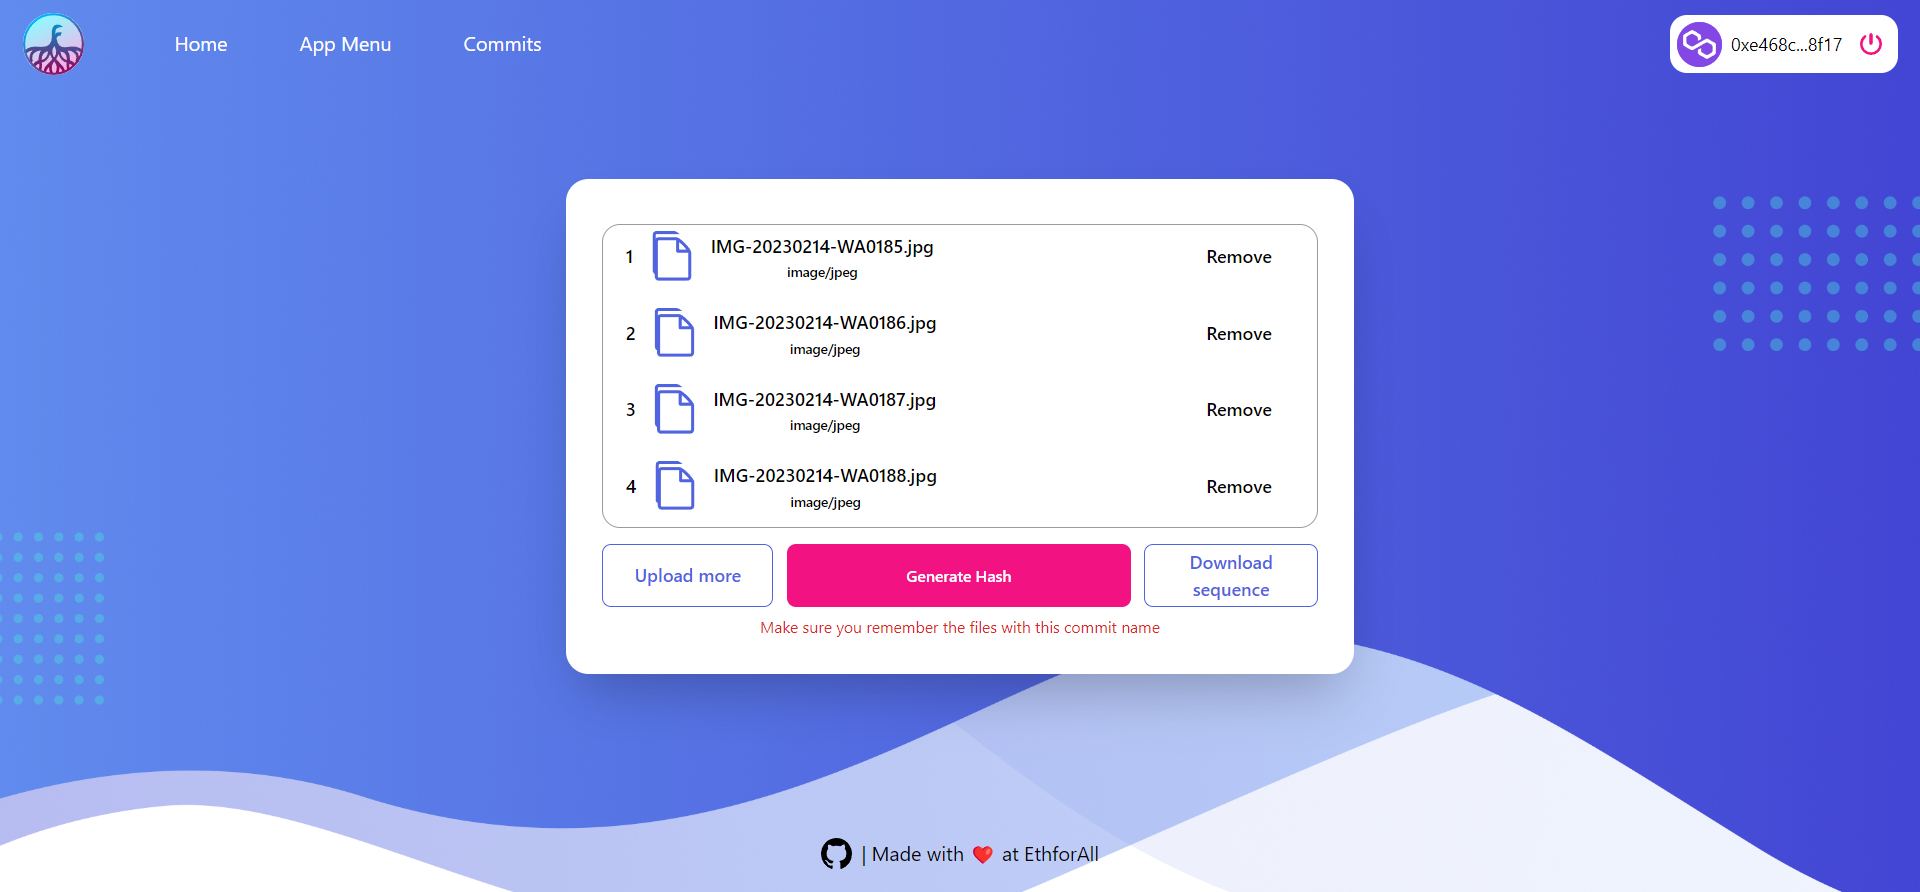 Home
App Menu
Commits
0xe468c...8f17
1
IMG-20230214-WA0185.jpg
image/jpeg
Remove
2
IMG-20230214-WA0186.jpg
image/jpeg
Remove
3
IMG-20230214-WA0187.jpg
image/jpeg
Remove
4
IMG-20230214-WA0188.jpg
image/jpeg
Remove
Upload more
Generate Hash
Download
sequence
Make sure you remember the files with this commit name
| Made with ❤️ at EthforAll